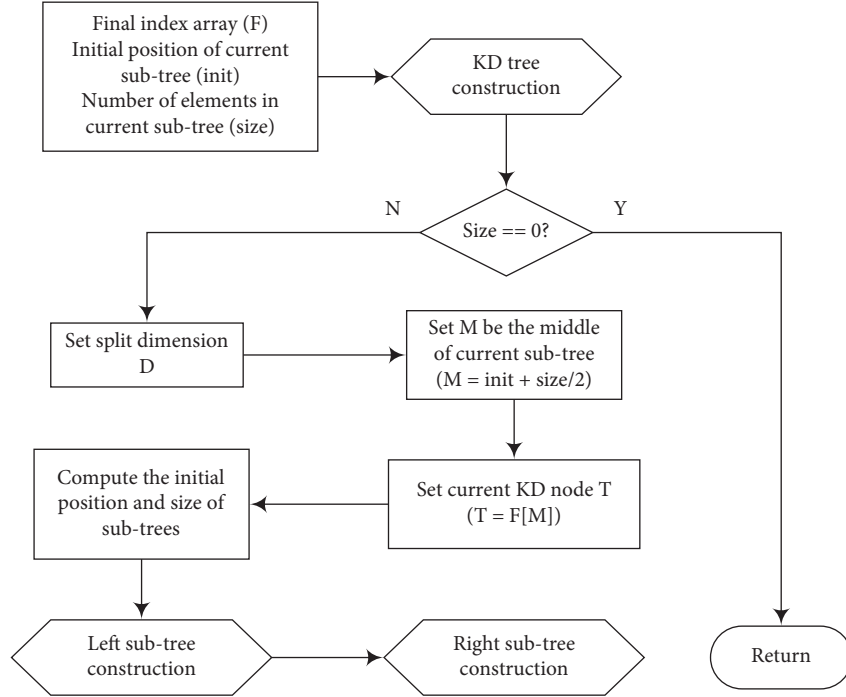 Final index array (F)
Initial position of current
sub-tree (init)
Number of elements in
current sub-tree (size)
KD tree
construction
N
Y
Size == 0?
Set split dimension
D
Set M be the middle
of current sub-tree
(M = init + size/2)
Set current KD node T
(T = F[M])
Compute the initial
position and size of
sub-trees
Left sub-tree
construction
Right sub-tree
construction
Return